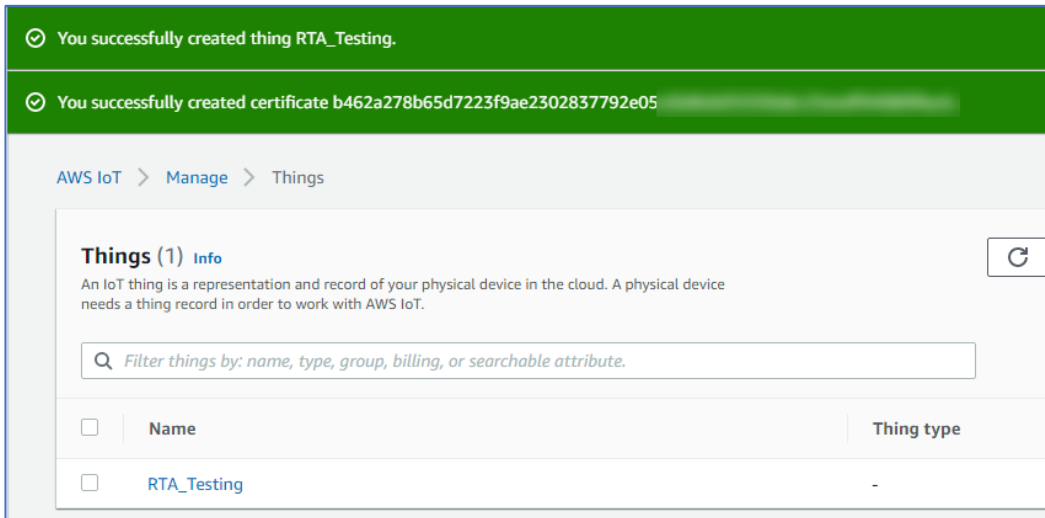 You successfully created thing RTA_Testing.
You successfully created certificate b462a278b65d7223f9ae2302837792e05
AWS IoT > Manage > Things
Things (1) Info
An IoT thing is a representation and record of your physical device in the cloud. A physical device
needs a thing record in order to work with AWS IoT.
Filter things by: name, type, group, billing, or searchable attribute.
Name Thing type
RTA_Testing -